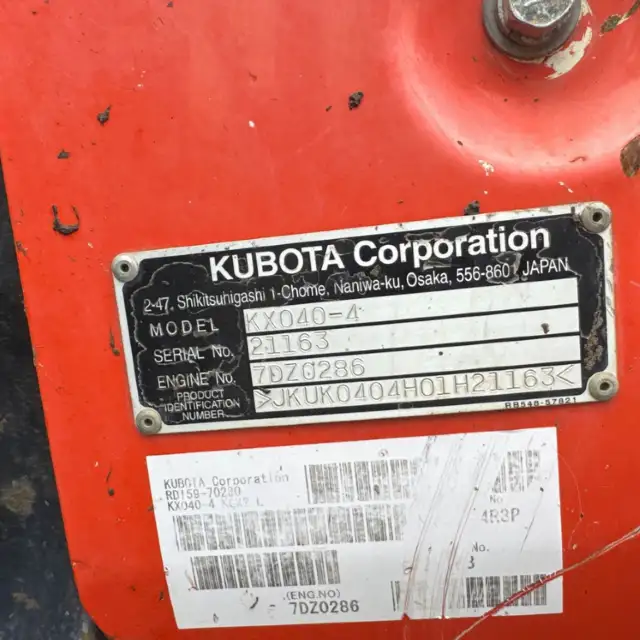 KUBOTA Corporation
2-47, Shikitsuhigashi 1-Chome, Naniwa-ku, Osaka, 556-8601 JAPAN
MODEL KX040-4
SERIAL No. 21163
ENGINE No. 7DZ0286
PRODUCT IDENTIFICATION NUMBER >JKUK0404H01H21163<
RB548-57821
KUBOTA Corporation
RD159-70280
KX040-4
No
4R3P
No.
3
(ENG.NO)
7DZ0286